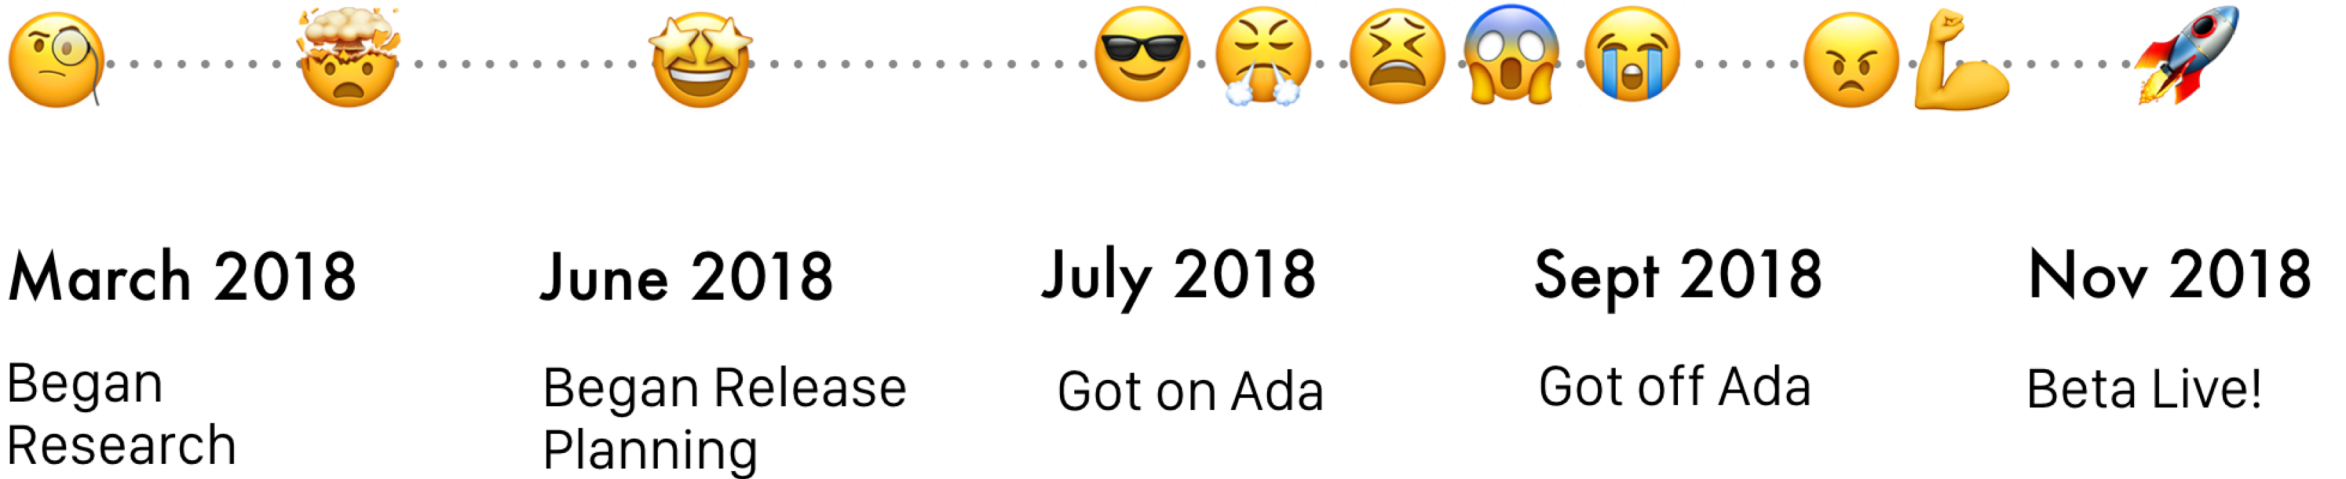 March 2018
June 2018
July 2018
Sept 2018
Nov 2018
Began
Research
Began Release
Planning
Got on Ada
Got off Ada
Beta Live!